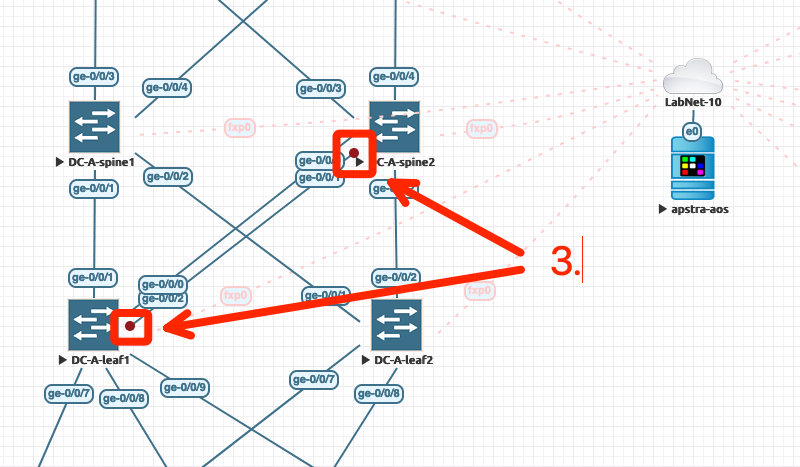 ge-0/0/3
ge-0/0/4
ge-0/0/3
ge-0/0/4
LabNet-10
fxp0
fxp0
e0
DC-A-spine1
ge-0/0/
C-A-spine2
ge-0/0/2
ge-0/0/1
ge-0/0/1
ge-
apstra-aos
3.
ge-0/0/1
ge-0/0/0
ge-0/0/2
fxp0
ge-0/0/1
ge-0/0/2
fxp0
DC-A-leaf1
DC-A-leaf2
ge-0/0/7
ge-0/0/8
ge-0/0/9
ge-0/0/7
ge-0/0/8